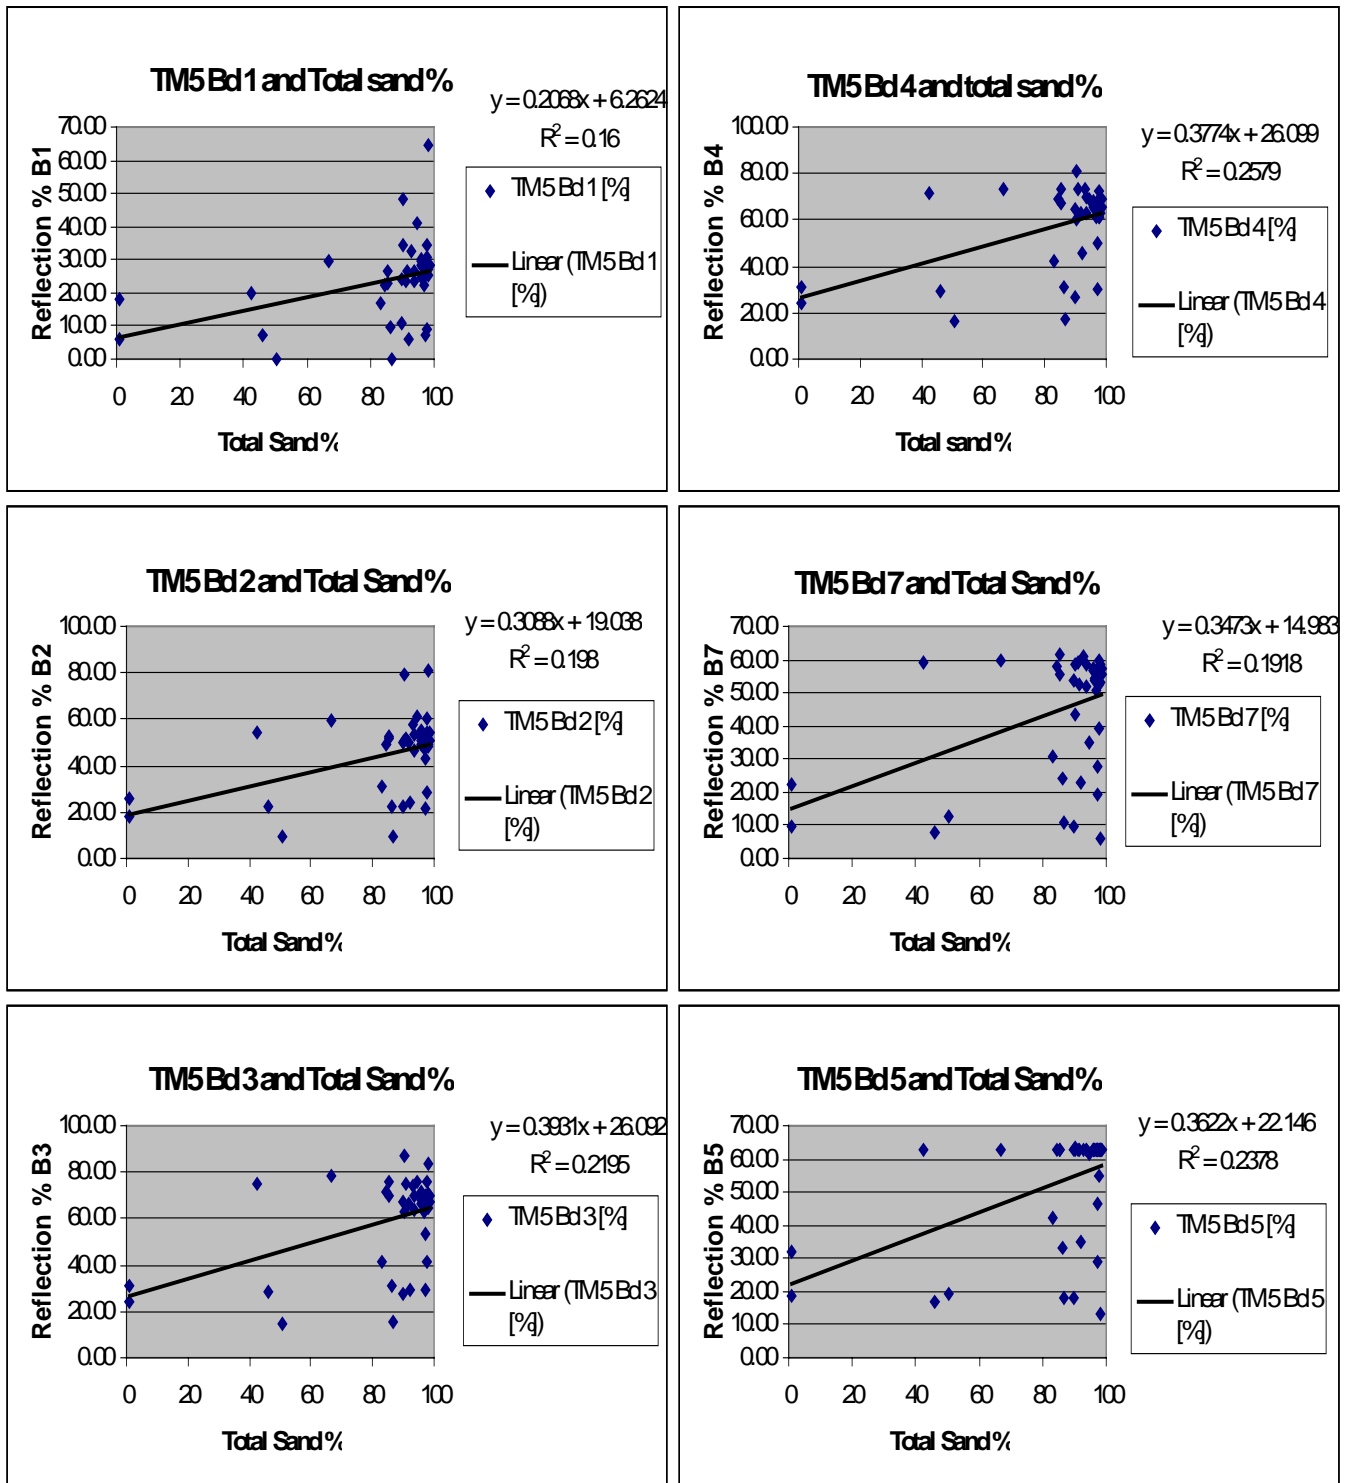 TM5 Bd 1 and Total sand %
y = 0.2068x + 6.2624
R² = 0.16
Reflection % B1
70.00
60.00
50.00
40.00
30.00
20.00
10.00
0.00
0 20 40 60 80 100
Total Sand %
TM5 Bd 1 [%]
Linear (TM5 Bd 1
[%])
TM5 Bd 4 and total sand %
y = 0.3774x + 26.099
R² = 0.2579
Reflection % B4
100.00
80.00
60.00
40.00
20.00
0.00
0 20 40 60 80 100
Total sand %
TM5 Bd 4 [%]
Linear (TM5 Bd 4
[%])
TM5 Bd 2 and Total Sand %
y = 0.3088x + 19.038
R² = 0.198
Reflection % B2
100.00
80.00
60.00
40.00
20.00
0.00
0 20 40 60 80 100
Total Sand %
TM5 Bd 2 [%]
Linear (TM5 Bd 2
[%])
TM5 Bd 7 and Total Sand %
y = 0.3473x + 14.983
R² = 0.1918
Reflection % B7
70.00
60.00
50.00
40.00
30.00
20.00
10.00
0.00
0 20 40 60 80 100
Total Sand %
TM5 Bd 7 [%]
Linear (TM5 Bd 7
[%])
TM5 Bd 3 and Total Sand %
y = 0.3931x + 26.092
R² = 0.2195
Reflection % B3
100.00
80.00
60.00
40.00
20.00
0.00
0 20 40 60 80 100
Total Sand %
TM5 Bd 3 [%]
Linear (TM5 Bd 3
[%])
TM5 Bd 5 and Total Sand %
y = 0.3622x + 22.146
R² = 0.2378
Reflection % B5
70.00
60.00
50.00
40.00
30.00
20.00
10.00
0.00
0 20 40 60 80 100
Total Sand %
TM5 Bd 5 [%]
Linear (TM5 Bd 5
[%])